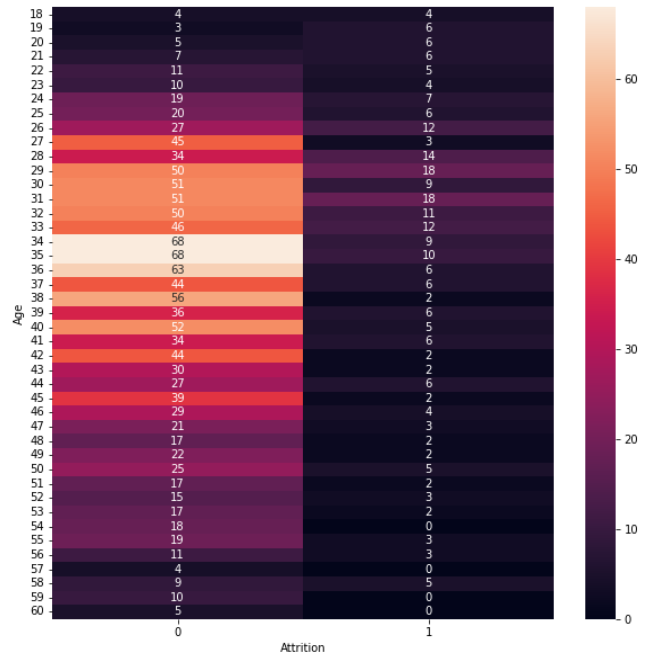 18 4 4
19 3 6
20 5 6
21 7 6
22 11 5
23 10 4
24 19 7
25 20 6
26 27 12
27 45 3
28 34 14
29 50 18
30 51 9
31 51 18
32 50 11
33 46 12
34 68 9
35 68 10
36 63 6
37 44 6
38 56 2
39 36 6
40 52 5
41 34 6
42 44 2
43 30 2
44 27 6
45 39 2
46 29 4
47 21 3
48 17 2
49 22 2
50 25 5
51 17 2
52 15 3
53 17 2
54 18 0
55 19 3
56 11 3
57 4 0
58 9 5
59 10 0
60 5 0
0 1
Attrition
Age
60
50
40
30
20
10
0